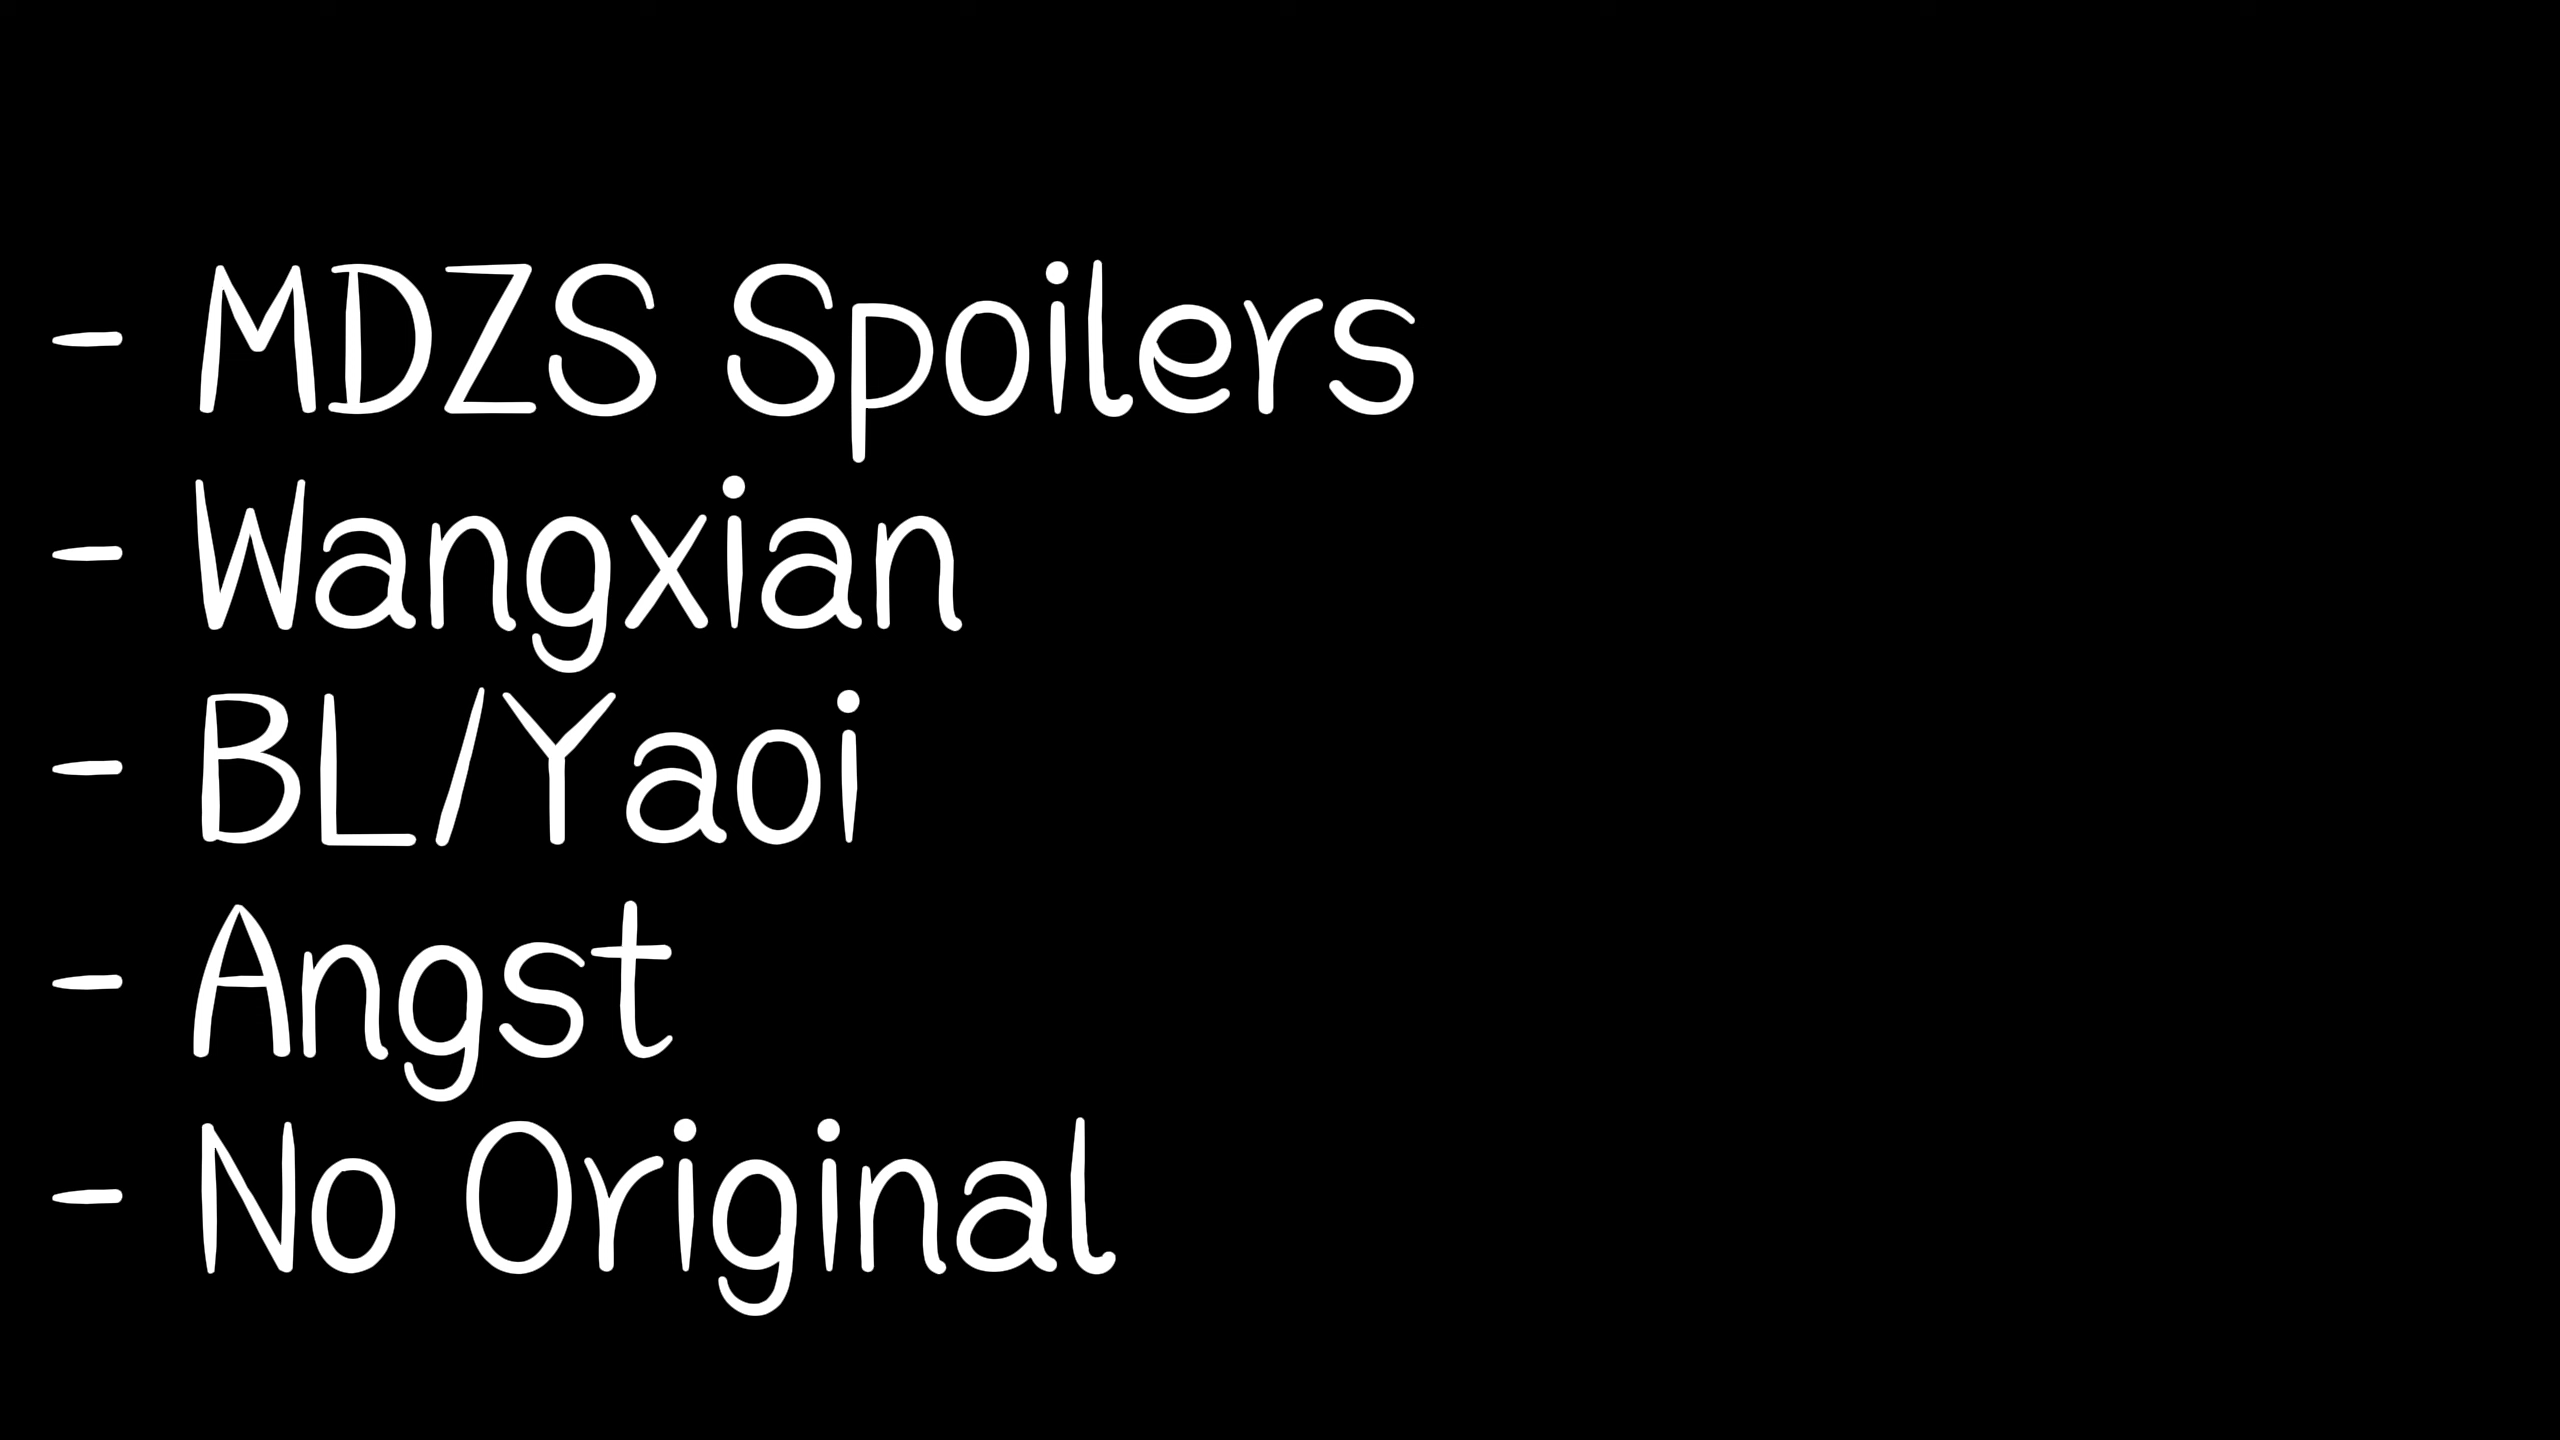 - MDZS Spoilers
- Wangxian
- BL/Yaoi
- Angst
- No Original